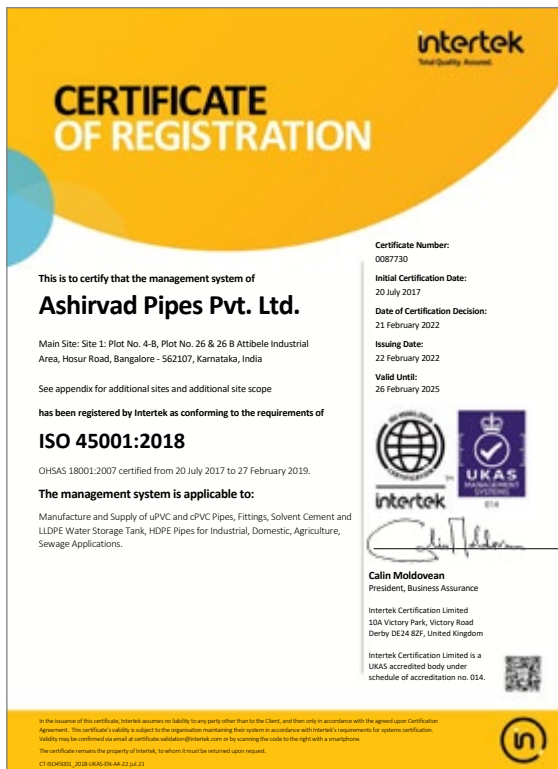 intertek
Total Quality. Assured.
CERTIFICATE
OF REGISTRATION
This is to certify that the management system of
Ashirvad Pipes Pvt. Ltd.
Main Site: Site 1: Plot No. 4-B, Plot No. 26 & 26 B Attibele Industrial
Area, Hosur Road, Bangalore - 562107, Karnataka, India
See appendix for additional sites and additional site scope
has been registered by Intertek as conforming to the requirements of
ISO 45001:2018
OHSAS 18001:2007 certified from 20 July 2017 to 27 February 2019.
The management system is applicable to:
Manufacture and Supply of uPVC and cPVC Pipes, Fittings, Solvent Cement and
LLDPE Water Storage Tank, HDPE Pipes for Industrial, Domestic, Agriculture,
Sewage Applications.
Certificate Number:
0087730
Initial Certification Date:
20 July 2017
Date of Certification Decision:
21 February 2022
Issuing Date:
22 February 2022
Valid Until:
26 February 2025
intertek
UKAS
MANAGEMENT
SYSTEMS
014
Calin Moldovean
President, Business Assurance
Intertek Certification Limited
10A Victory Park, Victory Road
Derby DE24 8ZF, United Kingdom
Intertek Certification Limited is a
UKAS accredited body under
schedule of accreditation no. 014.
In the issuance of this certificate, Intertek assumes no liability to any party other than to the Client, and then only in accordance with the agreed upon Certification
Agreement. This certificate's validity is subject to the organisation maintaining their system in accordance with Intertek's requirements for systems certification.
Validity may be confirmed via email at certificate.validation@intertek.com or by scanning the code to the right with a smartphone.
The certificate remains the property of Intertek, to whom it must be returned upon request.
CT-ISO45001_2018-UKAS-EN-A4-22.jul.21
in